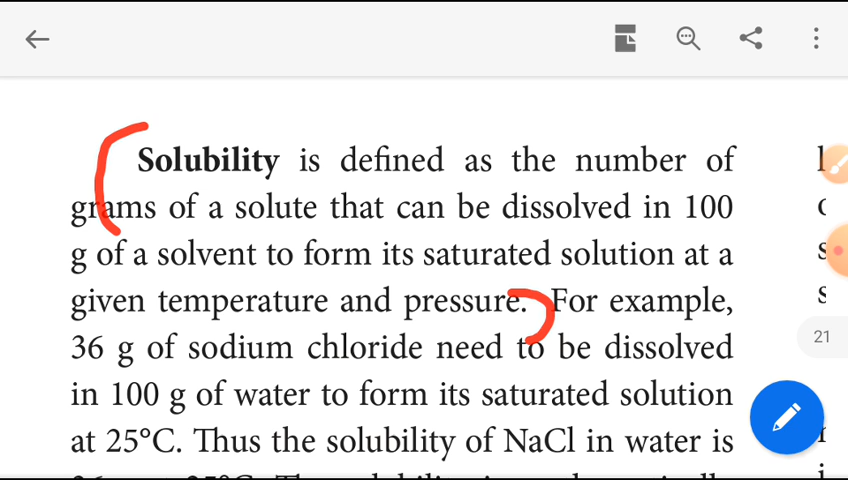 Solubility is defined as the number of
grams of a solute that can be dissolved in 100
g of a solvent to form its saturated solution at a
given temperature and pressure. For example,
36 g of sodium chloride need to be dissolved
in 100 g of water to form its saturated solution
at 25°C. Thus the solubility of NaCl in water is
21